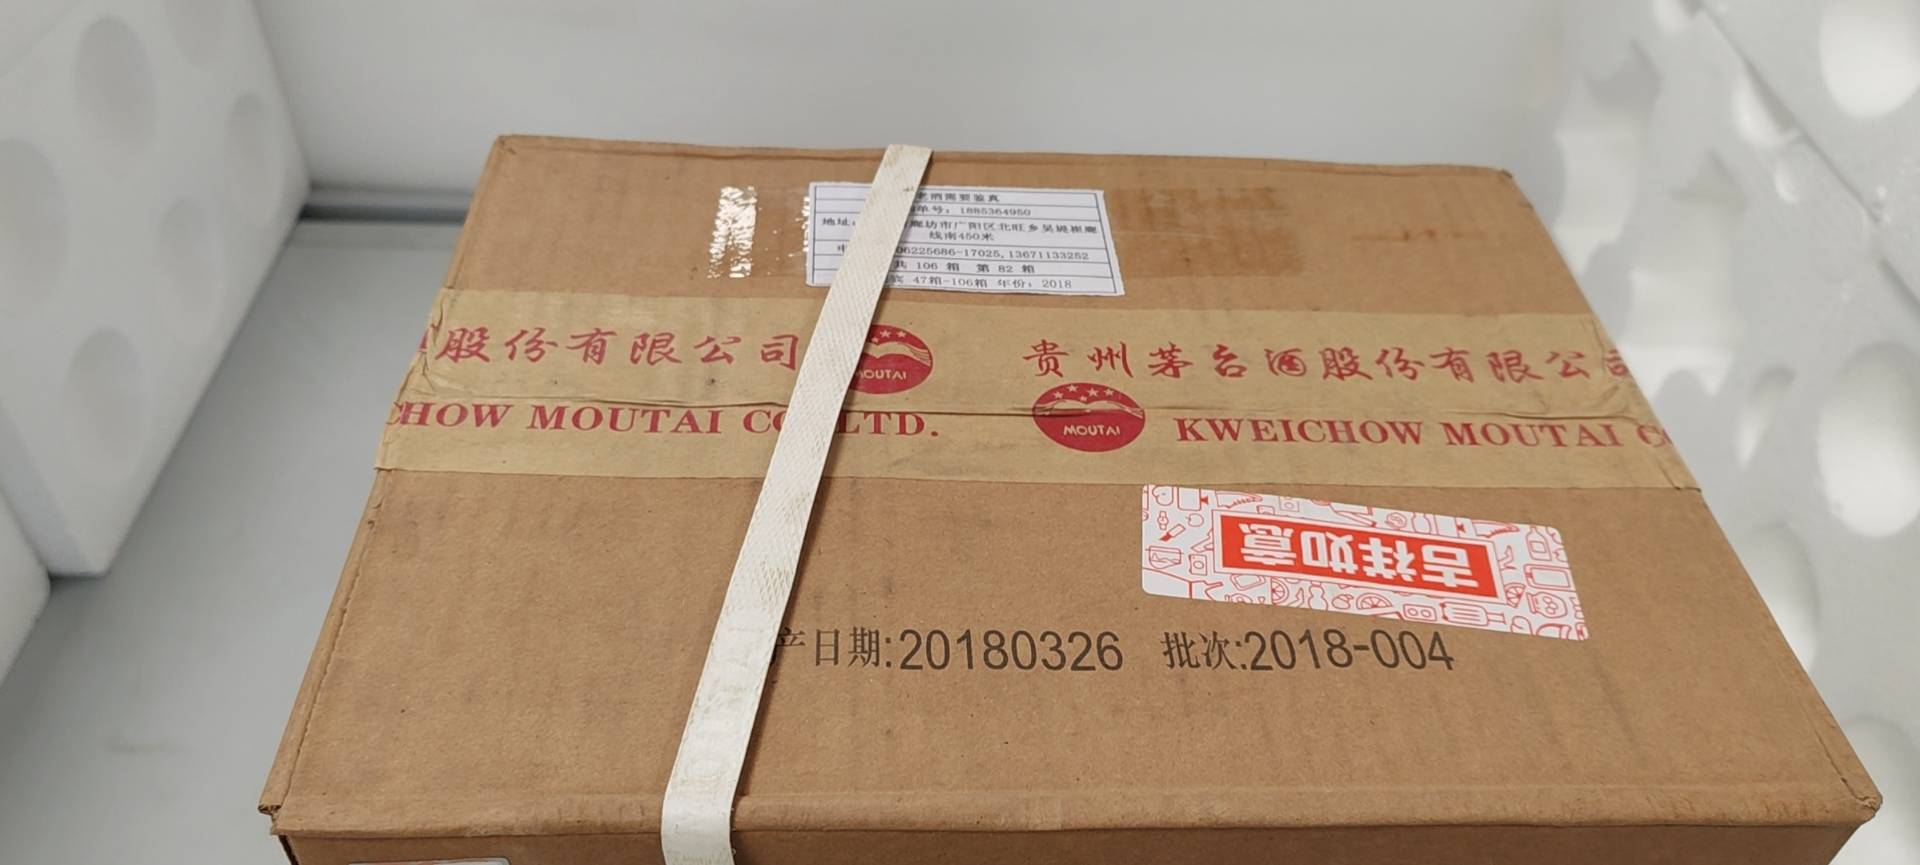 老酒需要鉴真
单号：1885364950
地址：
廊坊市广阳区北旺乡吴堤崔廊
线南450米
06225686-17025,13671133252
共 106 箱 第 82 箱
47箱-106箱 年份：2018
股份有限公司
MOUTAI
贵州茅台酒股份有限公司
CHOW MOUTAI CO LTD.
MOUTAI
KWEICHOW MOUTAI C
吉祥如意
产日期:20180326 批次:2018-004